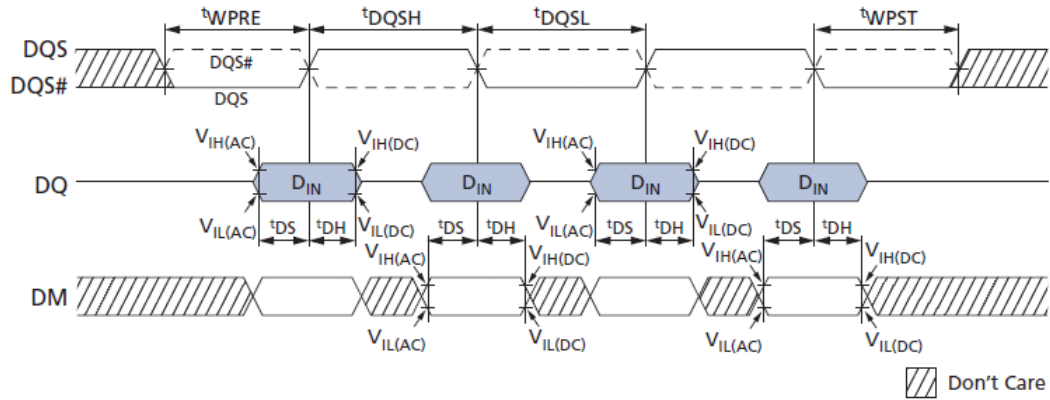 tWPRE tDQSH tDQSL tWPST
DQS
DQS#
DQS#
DQS
VIH(AC) VIH(DC) VIH(AC) VIH(DC)
DQ DIN DIN DIN DIN
VIL(AC) tDS tDH VIL(DC) VIL(AC) tDS tDH VIL(DC)
tDS tDH tDS tDH
VIH(AC) VIH(DC) VIH(AC) VIH(DC)
DM
VIL(AC) VIL(DC) VIL(AC) VIL(DC)
Don't Care